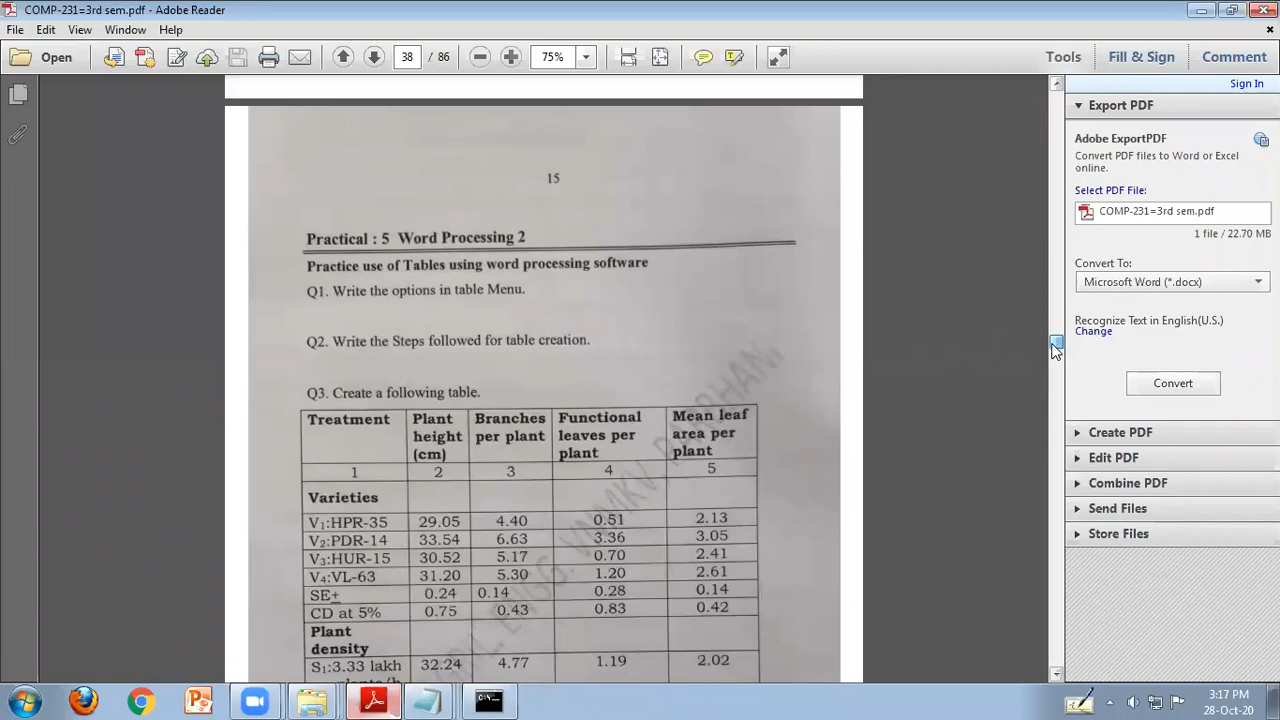 COMP-231=3rd sem.pdf - Adobe Reader
File Edit View Window Help
Open 38 / 86 75% Tools Fill & Sign Comment
Sign In
Export PDF
Adobe ExportPDF
Convert PDF files to Word or Excel
online.
Select PDF File:
COMP-231=3rd sem.pdf
1 file / 22.70 MB
Convert To:
Microsoft Word (*.docx)
Recognize Text in English(U.S.)
Change
Convert
Create PDF
Edit PDF
Combine PDF
Send Files
Store Files
15
Practical : 5 Word Processing 2
Practice use of Tables using word processing software
Q1. Write the options in table Menu.
Q2. Write the Steps followed for table creation.
Q3. Create a following table.
Treatment Plant height (cm) Branches per plant Functional leaves per plant Mean leaf area per plant
1 2 3 4 5
Varieties
V1:HPR-35 29.05 4.40 0.51 2.13
V2:PDR-14 33.54 6.63 3.36 3.05
V3:HUR-15 30.52 5.17 0.70 2.41
V4:VL-63 31.20 5.30 1.20 2.61
SE+ 0.24 0.14 0.28 0.14
CD at 5% 0.75 0.43 0.83 0.42
Plant
density
S1:3.33 lakh 32.24 4.77 1.19 2.02
ENGG. VNMKV, PARBHANI
3:17 PM
28-Oct-20